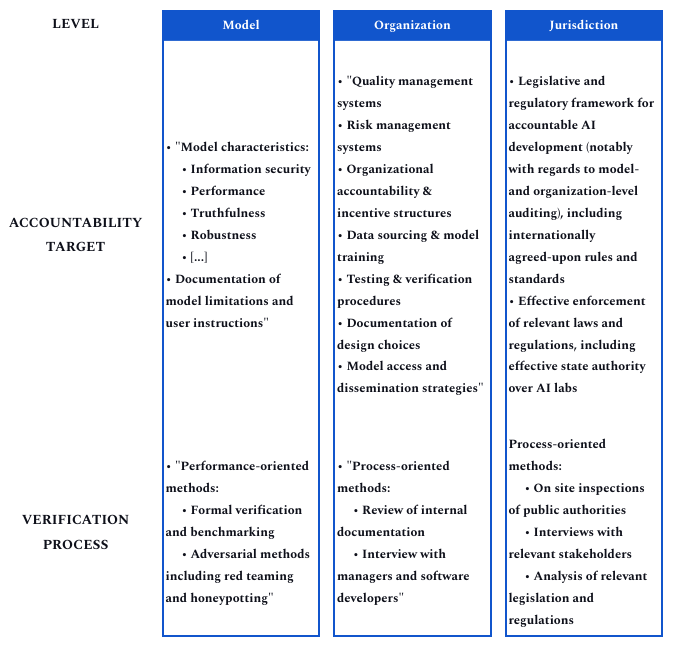 LEVEL
Model
Organization
Jurisdiction
ACCOUNTABILITY
TARGET
• "Model characteristics:
• Information security
• Performance
• Truthfulness
• Robustness
• [...]
• Documentation of
model limitations and
user instructions"
• "Quality management
systems
• Risk management
systems
• Organizational
accountability &
incentive structures
• Data sourcing & model
training
• Testing & verification
procedures
• Documentation of
design choices
• Model access and
dissemination strategies"
• Legislative and
regulatory framework for
accountable AI
development (notably
with regards to model-
and organization-level
auditing), including
internationally
agreed-upon rules and
standards
• Effective enforcement
of relevant laws and
regulations, including
effective state authority
over AI labs
VERIFICATION
PROCESS
• "Performance-oriented
methods:
• Formal verification
and benchmarking
• Adversarial methods
including red teaming
and honeypotting"
• "Process-oriented
methods:
• Review of internal
documentation
• Interview with
managers and software
developers"
Process-oriented
methods:
• On site inspections
of public authorities
• Interviews with
relevant stakeholders
• Analysis of relevant
legislation and
regulations